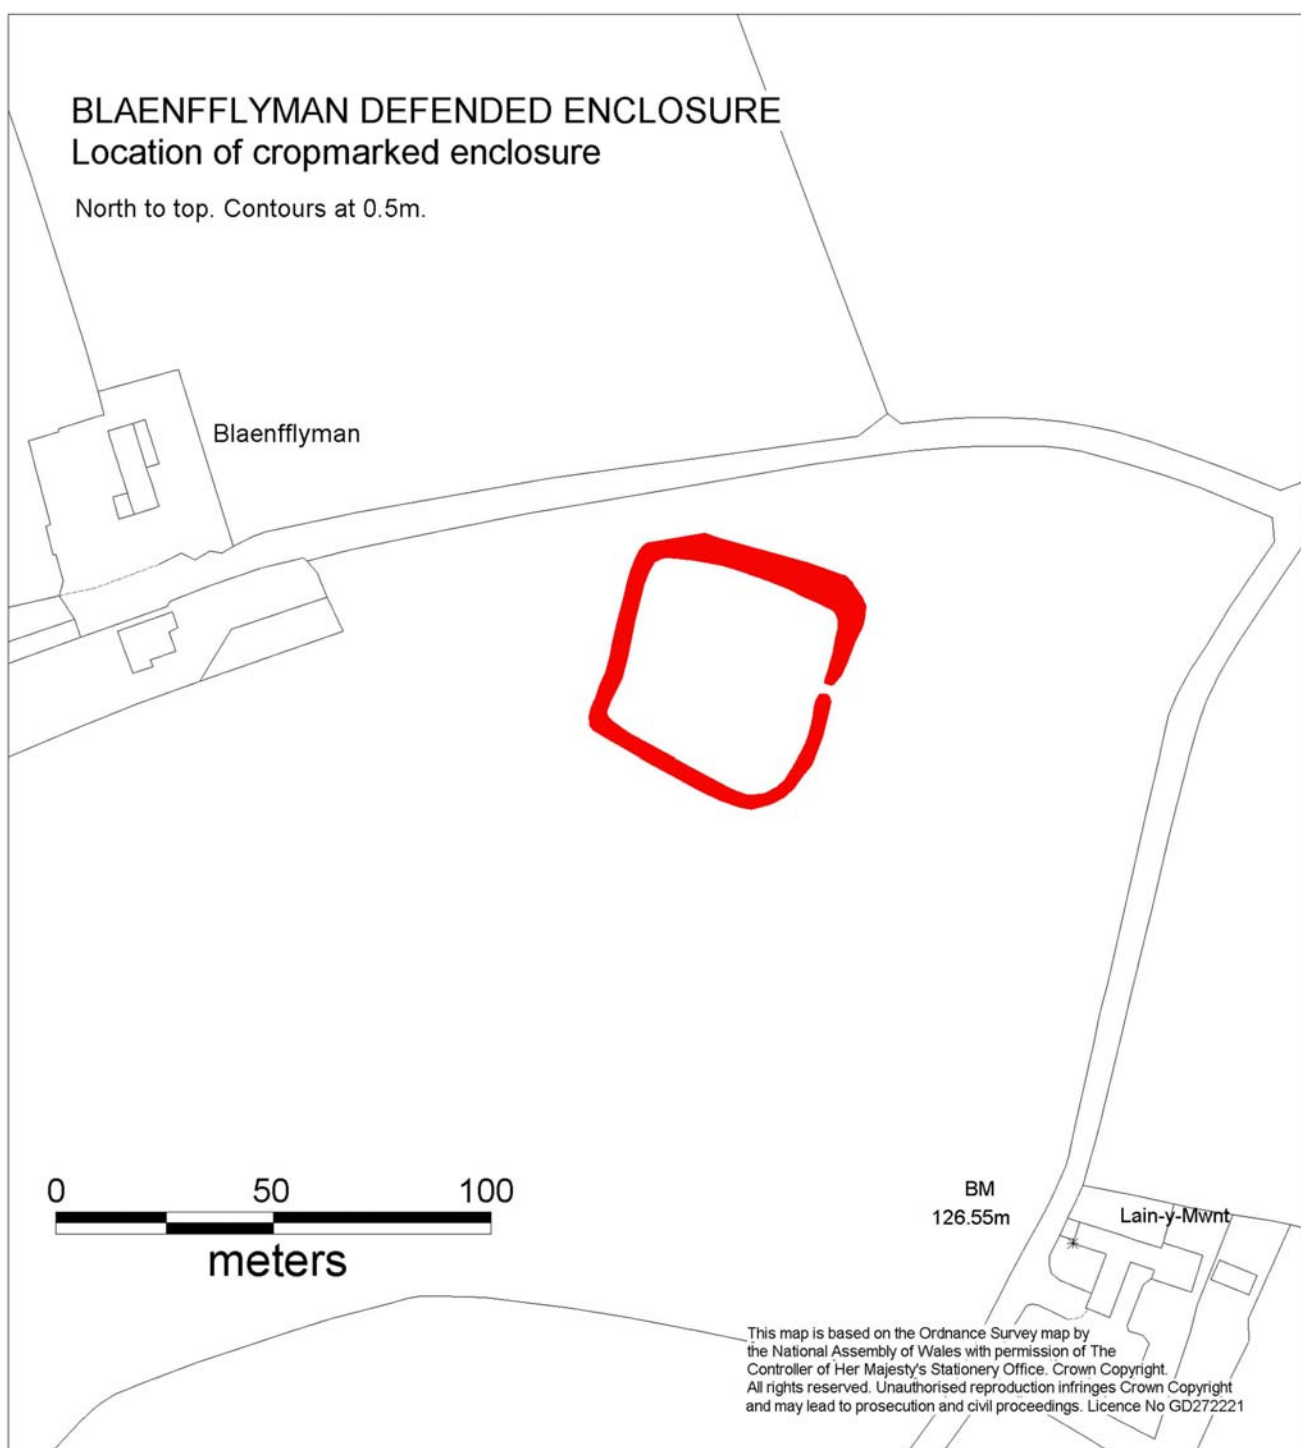 BLAENFFLYMAN DEFENDED ENCLOSURE
Location of cropmarked enclosure
North to top. Contours at 0.5m.
Blaenfflyman
0 50 100
meters
BM
126.55m
Lain-y-Mwnt
This map is based on the Ordnance Survey map by
the National Assembly of Wales with permission of The
Controller of Her Majesty's Stationery Office. Crown Copyright.
All rights reserved. Unauthorised reproduction infringes Crown Copyright
and may lead to prosecution and civil proceedings. Licence No GD272221